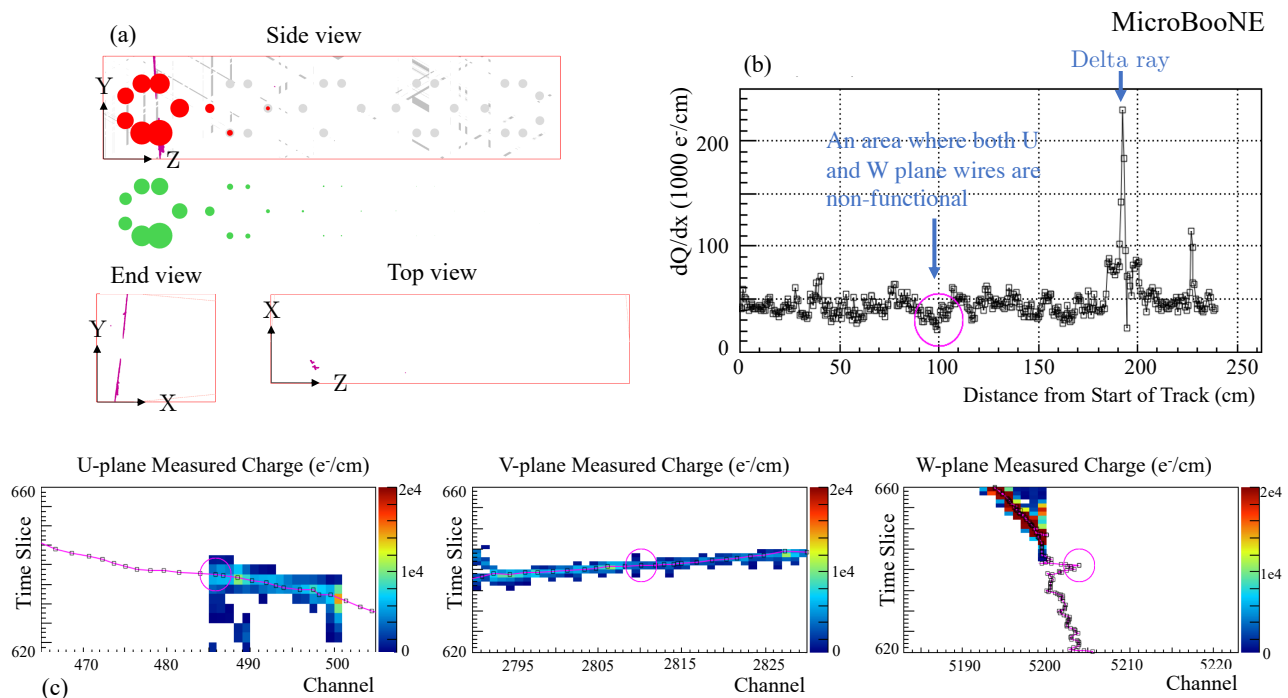 MicroBooNE
(a)
Side view
Y
Z
(b)
Delta ray
An area where both U
and W plane wires are
non-functional
dQ/dx (1000 e⁻/cm)
200
100
0
0 50 100 150 200 250
Distance from Start of Track (cm)
End view
Y
X
Top view
X
Z
U-plane Measured Charge (e⁻/cm)
660
Time Slice
620
470 480 490 500
Channel
2e4
1e4
0
V-plane Measured Charge (e⁻/cm)
660
Time Slice
620
2795 2805 2815 2825
Channel
2e4
1e4
0
W-plane Measured Charge (e⁻/cm)
660
Time Slice
620
5190 5200 5210 5220
Channel
2e4
1e4
0
(c)